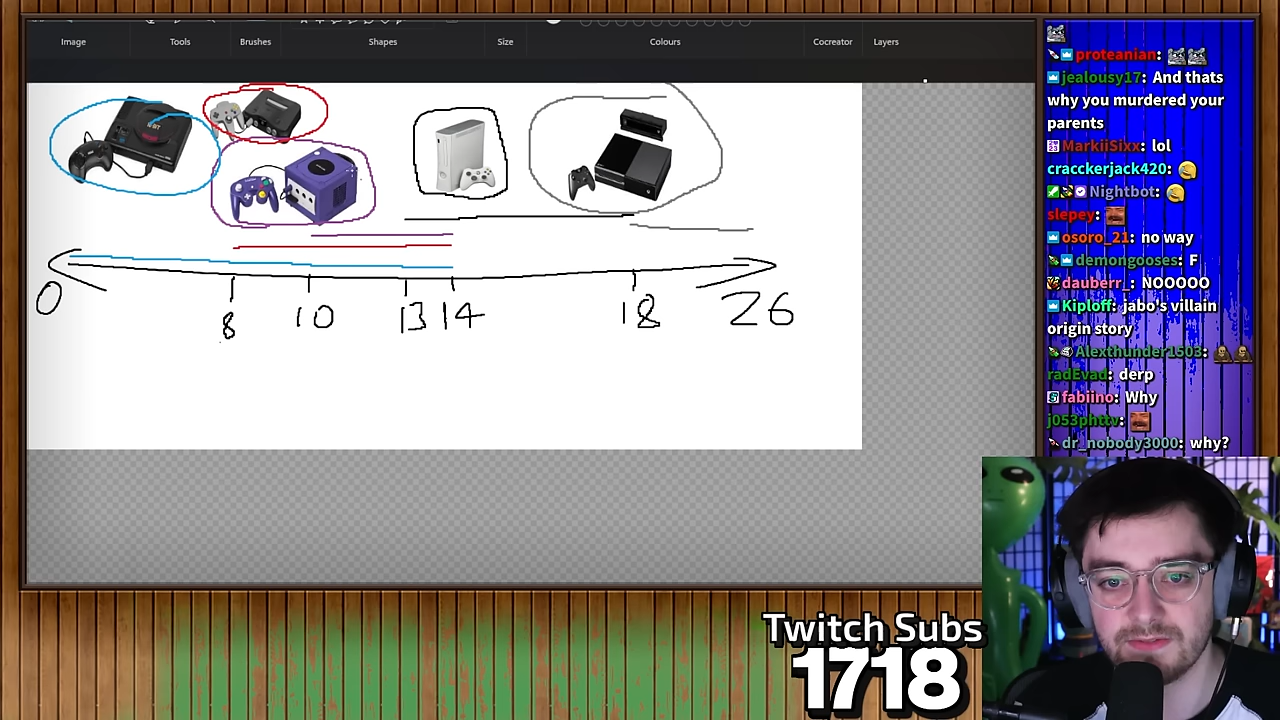 Image
Tools
Brushes
Shapes
Size
Colours
Cocreator
Layers
16-BIT
0
8
10
13
14
18
26
proteanian:
jealousy17: And thats
why you murdered your
parents
MarkiiSixx: lol
cracckerjack420:
Nightbot:
slepey:
osoro_21: no way
demongooses: F
dauberr_: NOOOOO
Kiploff: jabo's villain
origin story
Alexthunder1503:
radEvad: derp
fabiino: Why
j053phttv:
dr_nobody3000: why?
Twitch Subs
1718